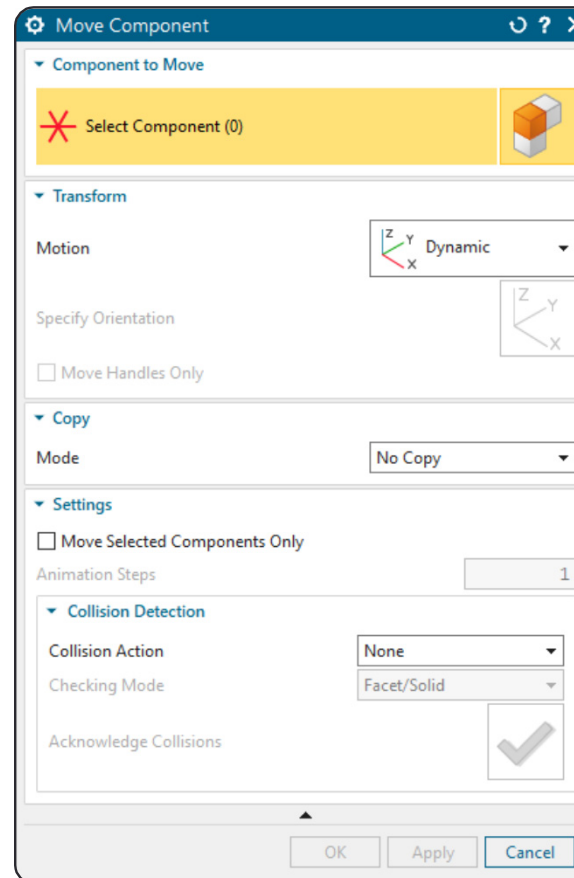 Move Component ?
Component to Move
Select Component (0)
Transform
Motion Z Y X Dynamic
Specify Orientation Z Y X
Move Handles Only
Copy
Mode No Copy
Settings
Move Selected Components Only
Animation Steps 1
Collision Detection
Collision Action None
Checking Mode Facet/Solid
Acknowledge Collisions
OK Apply Cancel